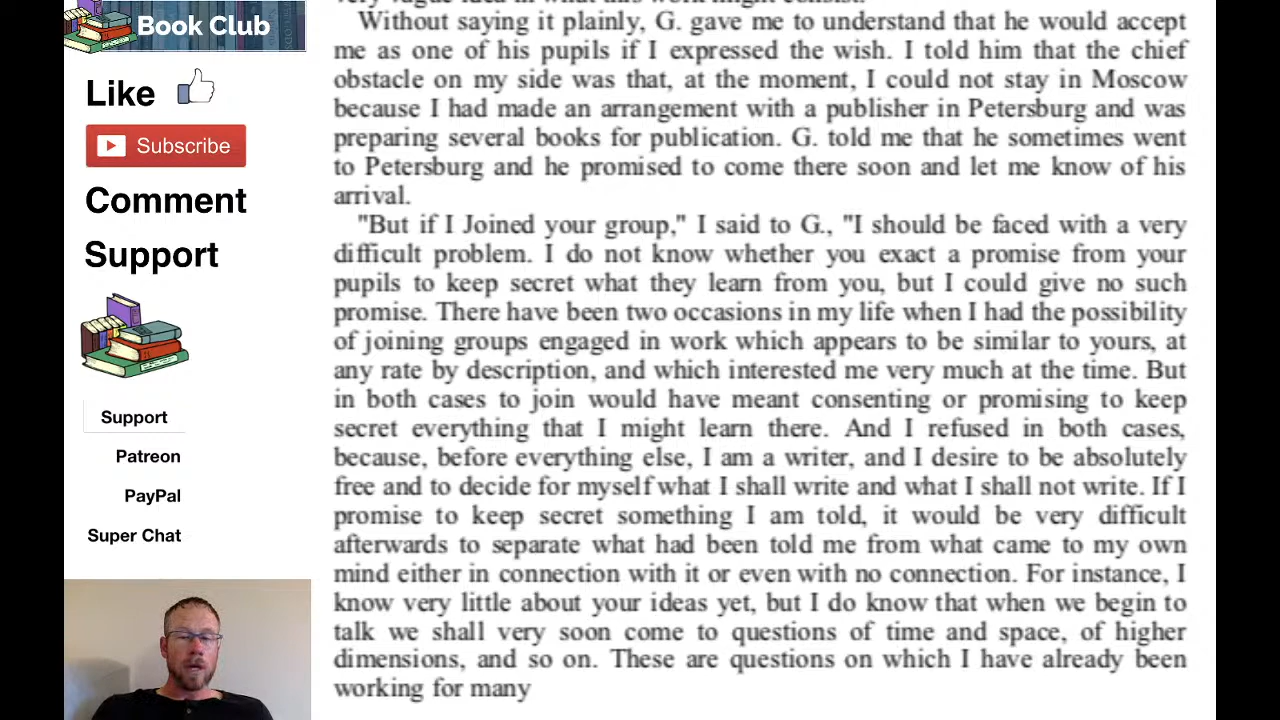 Book Club
Like
Subscribe
Comment
Support
Support
Patreon
PayPal
Super Chat
very vague idea in what this work might consist.
Without saying it plainly, G. gave me to understand that he would accept
me as one of his pupils if I expressed the wish. I told him that the chief
obstacle on my side was that, at the moment, I could not stay in Moscow
because I had made an arrangement with a publisher in Petersburg and was
preparing several books for publication. G. told me that he sometimes went
to Petersburg and he promised to come there soon and let me know of his
arrival.
"But if I Joined your group," I said to G., "I should be faced with a very
difficult problem. I do not know whether you exact a promise from your
pupils to keep secret what they learn from you, but I could give no such
promise. There have been two occasions in my life when I had the possibility
of joining groups engaged in work which appears to be similar to yours, at
any rate by description, and which interested me very much at the time. But
in both cases to join would have meant consenting or promising to keep
secret everything that I might learn there. And I refused in both cases,
because, before everything else, I am a writer, and I desire to be absolutely
free and to decide for myself what I shall write and what I shall not write. If I
promise to keep secret something I am told, it would be very difficult
afterwards to separate what had been told me from what came to my own
mind either in connection with it or even with no connection. For instance, I
know very little about your ideas yet, but I do know that when we begin to
talk we shall very soon come to questions of time and space, of higher
dimensions, and so on. These are questions on which I have already been
working for many